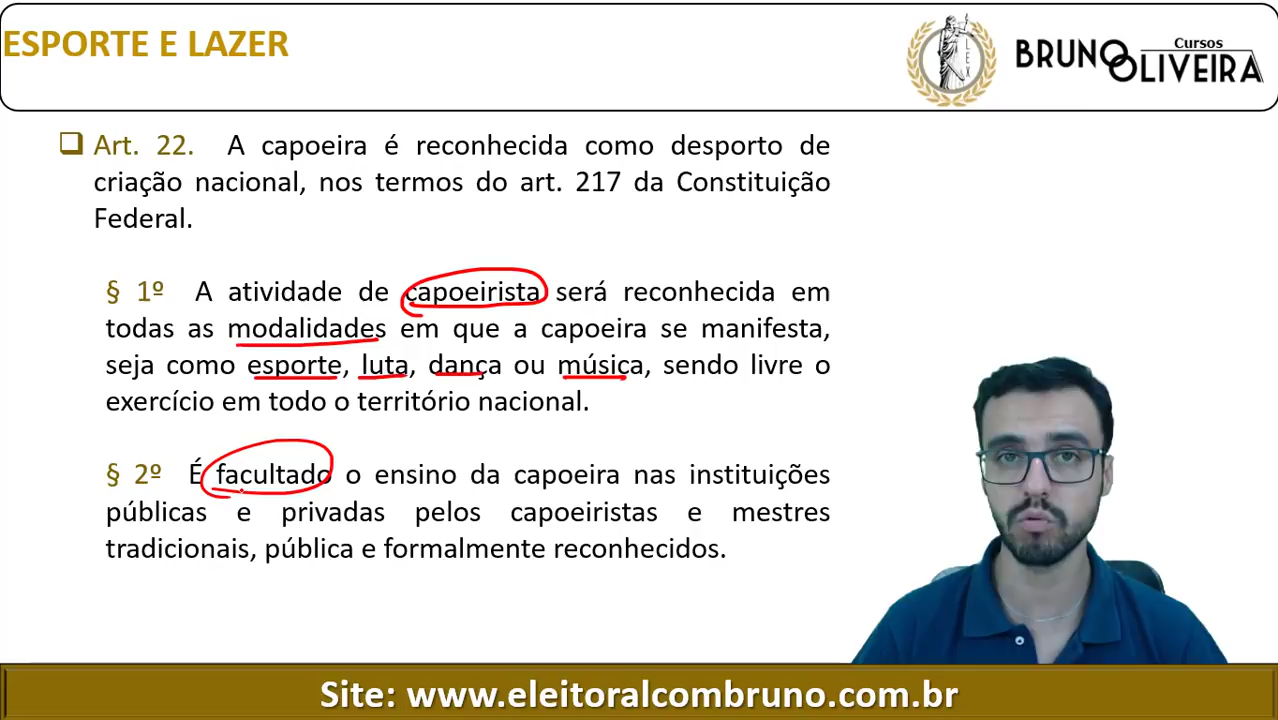 ESPORTE E LAZER
Cursos
BRUNO
OLIVEIRA
LEX
Art. 22. A capoeira é reconhecida como desporto de
criação nacional, nos termos do art. 217 da Constituição
Federal.
§ 1º A atividade de capoeirista será reconhecida em
todas as modalidades em que a capoeira se manifesta,
seja como esporte, luta, dança ou música, sendo livre o
exercício em todo o território nacional.
§ 2º É facultado o ensino da capoeira nas instituições
públicas e privadas pelos capoeiristas e mestres
tradicionais, pública e formalmente reconhecidos.
Site: www.eleitoralcombruno.com.br